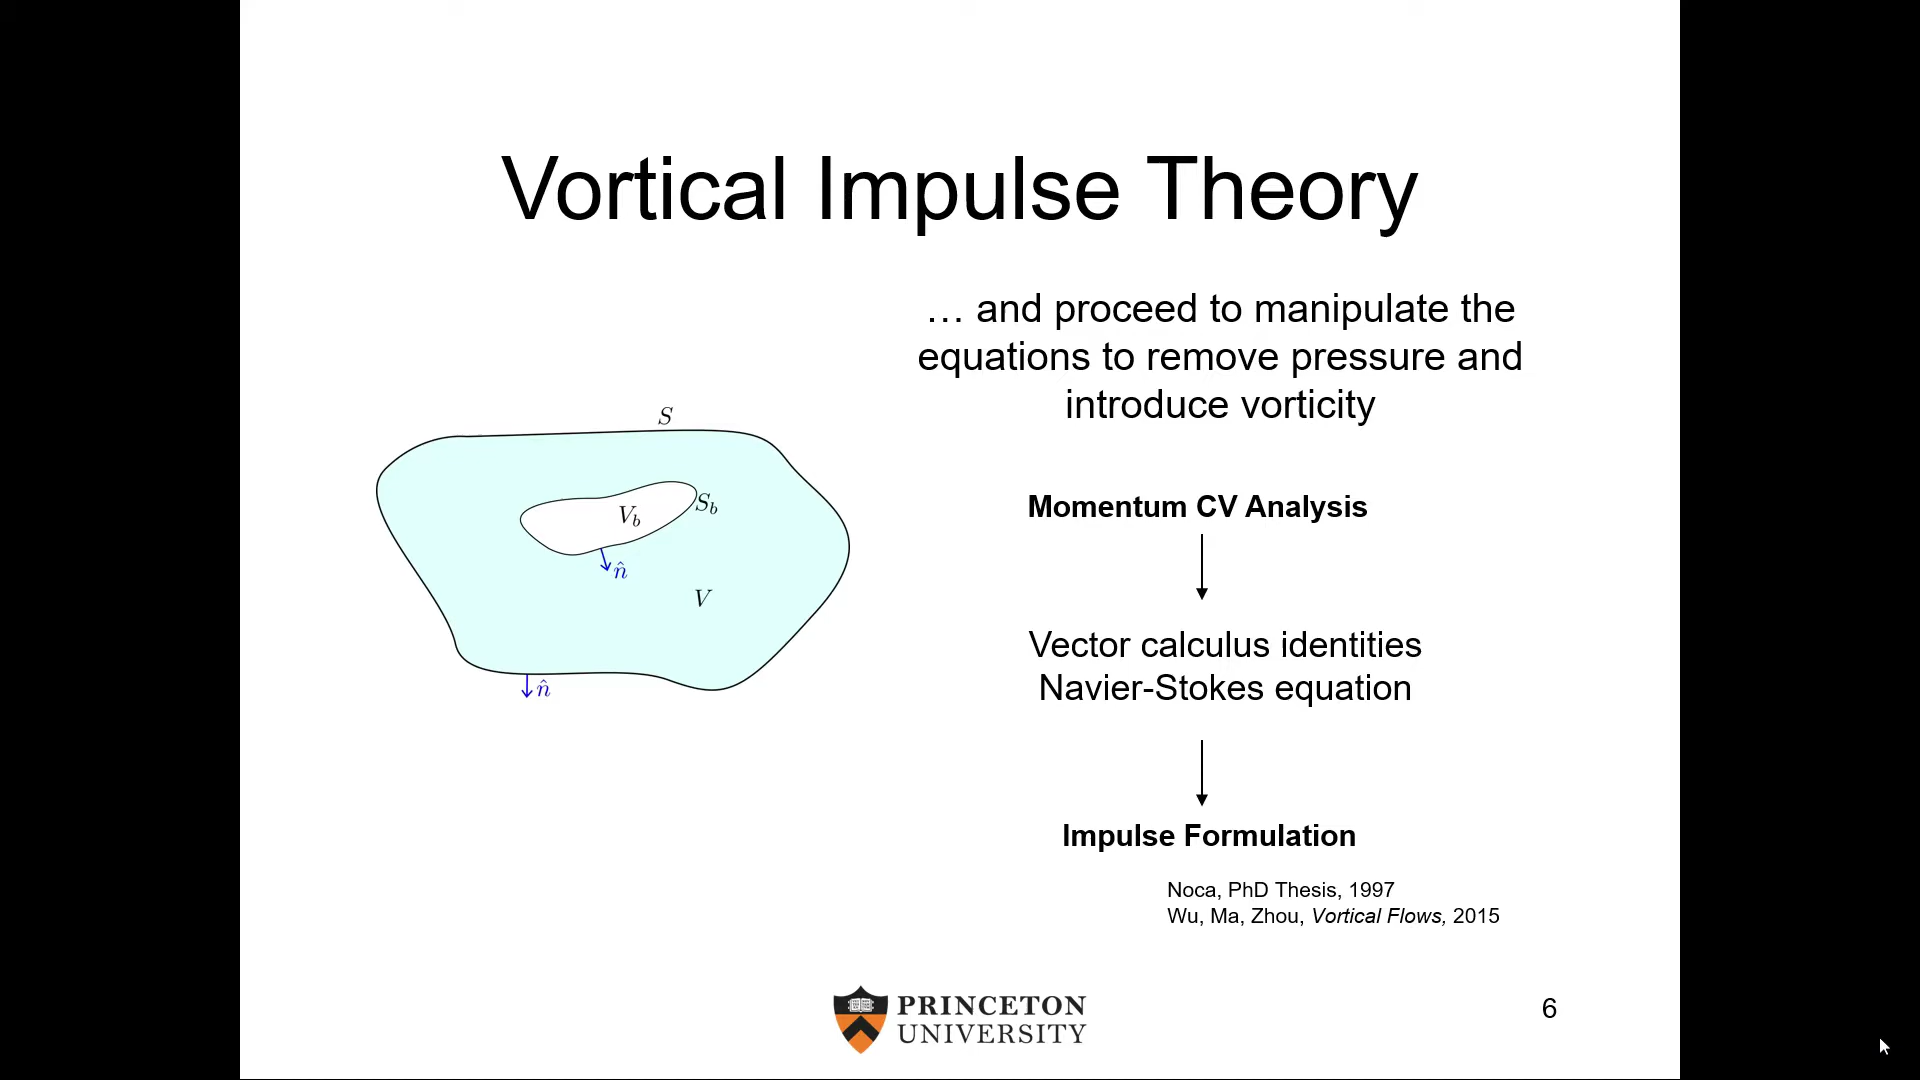 Vortical Impulse Theory
… and proceed to manipulate the
equations to remove pressure and
introduce vorticity
S
S_b
V_b
n̂
V
n̂
Momentum CV Analysis
Vector calculus identities
Navier-Stokes equation
Impulse Formulation
Noca, PhD Thesis, 1997
Wu, Ma, Zhou, Vortical Flows, 2015
PRINCETON
UNIVERSITY
6